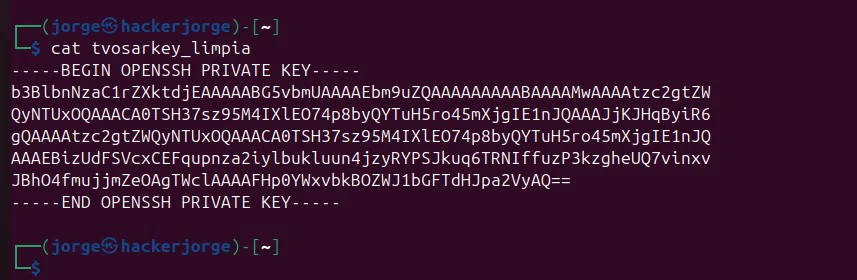 ┌──(jorge㉿hackerjorge)-[~]
└─$ cat tvosarkey_limpia
-----BEGIN OPENSSH PRIVATE KEY-----
b3BlbnNzaC1rZXktdjEAAAAABG5vbmUAAAAEbm9uZQAAAAAAAAABAAAAMwAAAAtzc2gtZW
QyNTUxOQAAACA0TSH37sz95M4IXlEO74p8byQYTuH5ro45mXjgIE1nJQAAAJjKJHqByiR6
gQAAAAtzc2gtZWQyNTUxOQAAACA0TSH37sz95M4IXlEO74p8byQYTuH5ro45mXjgIE1nJQ
AAAEBizUdFSVcxCEFqupnza2iylbukluun4jzyRYPSJkuq6TRNIffuzP3kzgheUQ7vinxv
JBhO4fmujjmZeOAgTWclAAAAFHp0YWxvbkBOZWJ1bGFTdHJpa2VyAQ==
-----END OPENSSH PRIVATE KEY-----
┌──(jorge㉿hackerjorge)-[~]
└─$